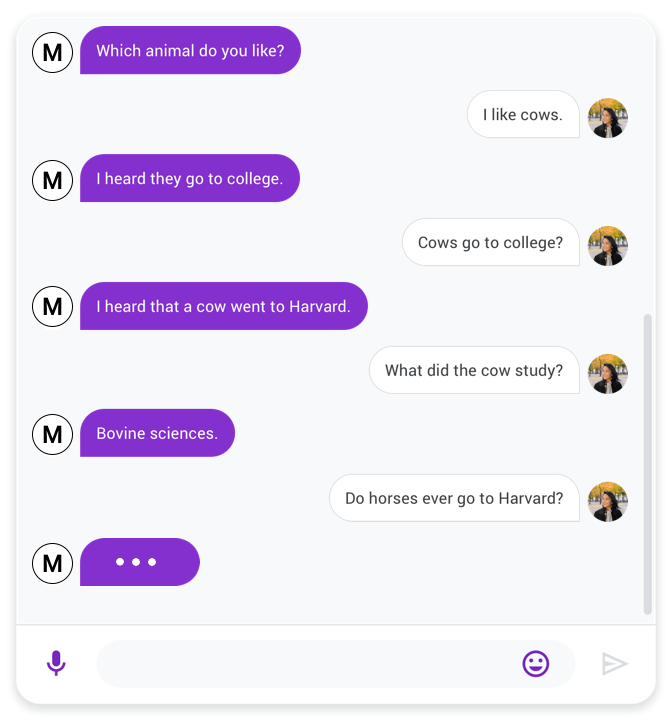 M
Which animal do you like?
I like cows.
M
I heard they go to college.
Cows go to college?
M
I heard that a cow went to Harvard.
What did the cow study?
M
Bovine sciences.
Do horses ever go to Harvard?
M